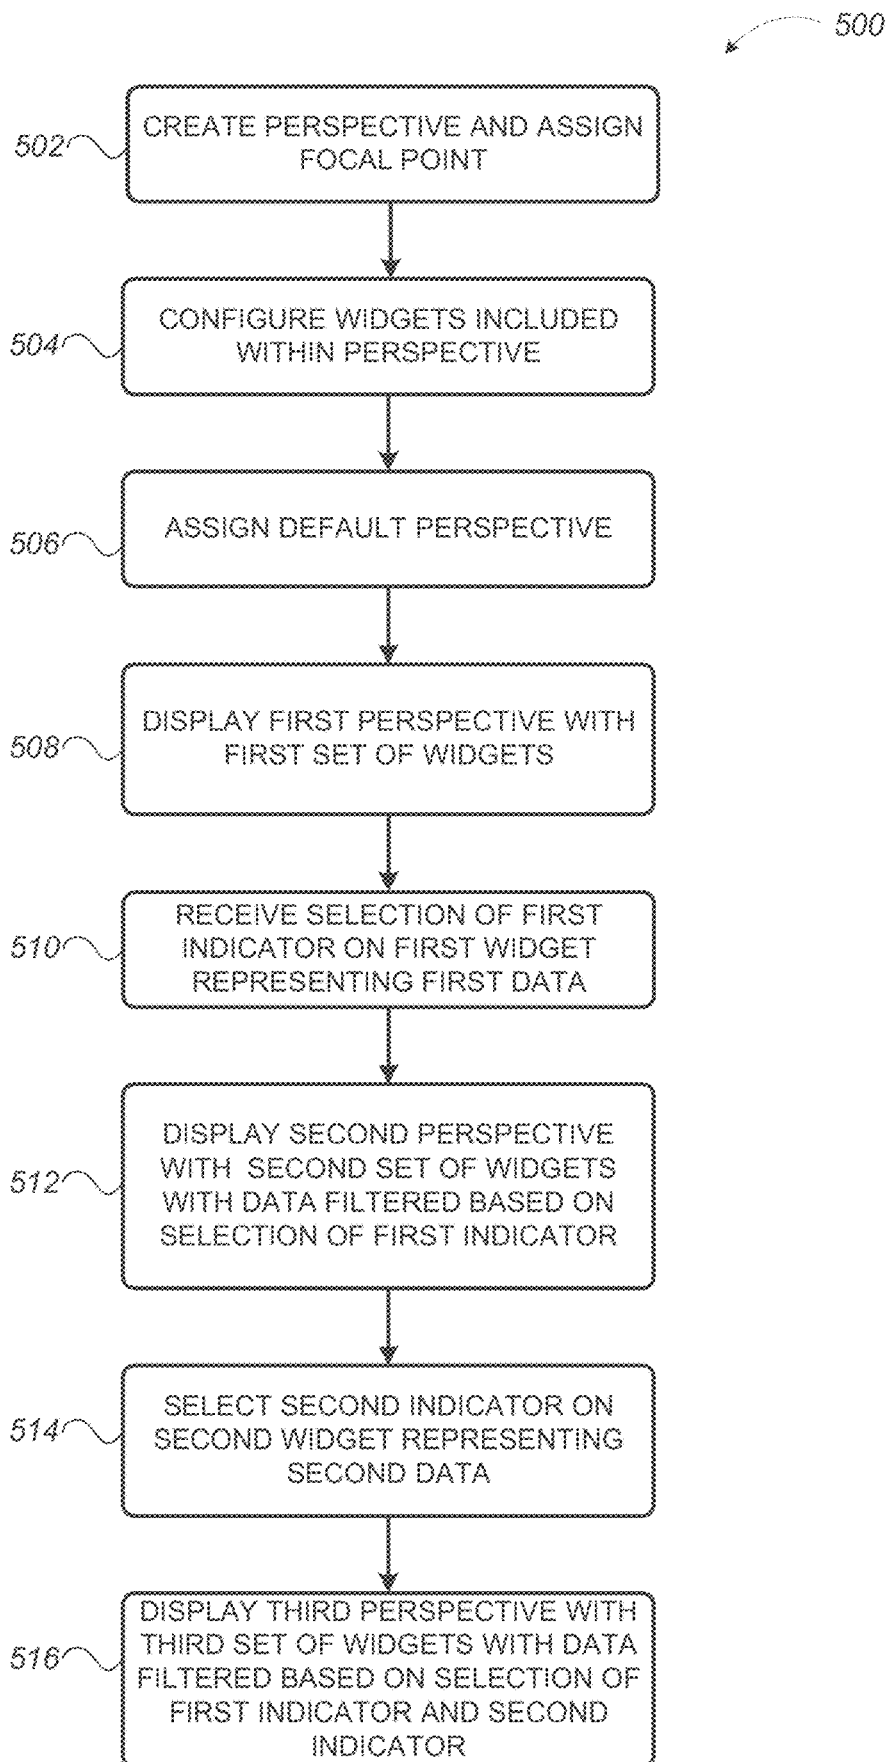 500
502
CREATE PERSPECTIVE AND ASSIGN
FOCAL POINT
504
CONFIGURE WIDGETS INCLUDED
WITHIN PERSPECTIVE
506
ASSIGN DEFAULT PERSPECTIVE
508
DISPLAY FIRST PERSPECTIVE WITH
FIRST SET OF WIDGETS
510
RECEIVE SELECTION OF FIRST
INDICATOR ON FIRST WIDGET
REPRESENTING FIRST DATA
512
DISPLAY SECOND PERSPECTIVE
WITH SECOND SET OF WIDGETS
WITH DATA FILTERED BASED ON
SELECTION OF FIRST INDICATOR
514
SELECT SECOND INDICATOR ON
SECOND WIDGET REPRESENTING
SECOND DATA
516
DISPLAY THIRD PERSPECTIVE WITH
THIRD SET OF WIDGETS WITH DATA
FILTERED BASED ON SELECTION OF
FIRST INDICATOR AND SECOND
INDICATOR